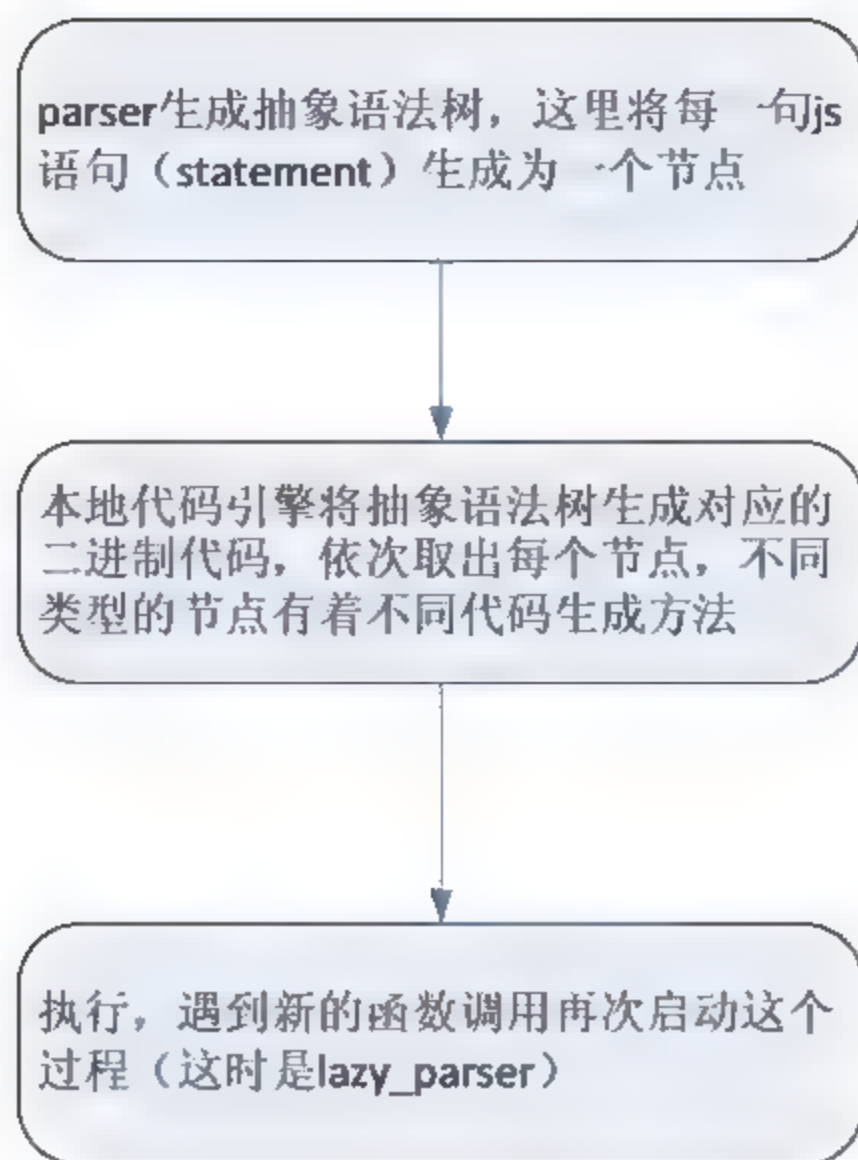 parser生成抽象语法树，这里将每一句js
语句（statement）生成为一个节点
本地代码引擎将抽象语法树生成对应的
二进制代码，依次取出每个节点，不同
类型的节点有着不同代码生成方法
执行，遇到新的函数调用再次启动这个
过程（这时是lazy_parser）